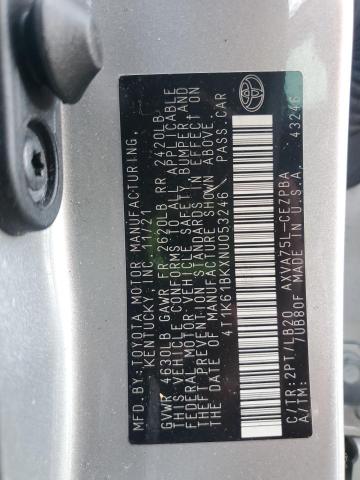 MFD.BY:TOYOTA MOTOR MANUFACTURING,
KENTUCKY, INC. 11/21
GVWR 4630LB GAWR FR 2620LB RR 2420LB
THIS VEHICLE CONFORMS TO ALL APPLICABLE
FEDERAL MOTOR VEHICLE SAFETY, BUMPER, AND
THEFT PREVENTION STANDARDS IN EFFECT ON
THE DATE OF MANUFACTURE SHOWN ABOVE.
4T1K61BKXNU053246 PASS.CAR
C/TR:2PT/LB20 AXVA75L-CEZPBA
A/TM: 70B80F MADE IN U.S.A.
43246